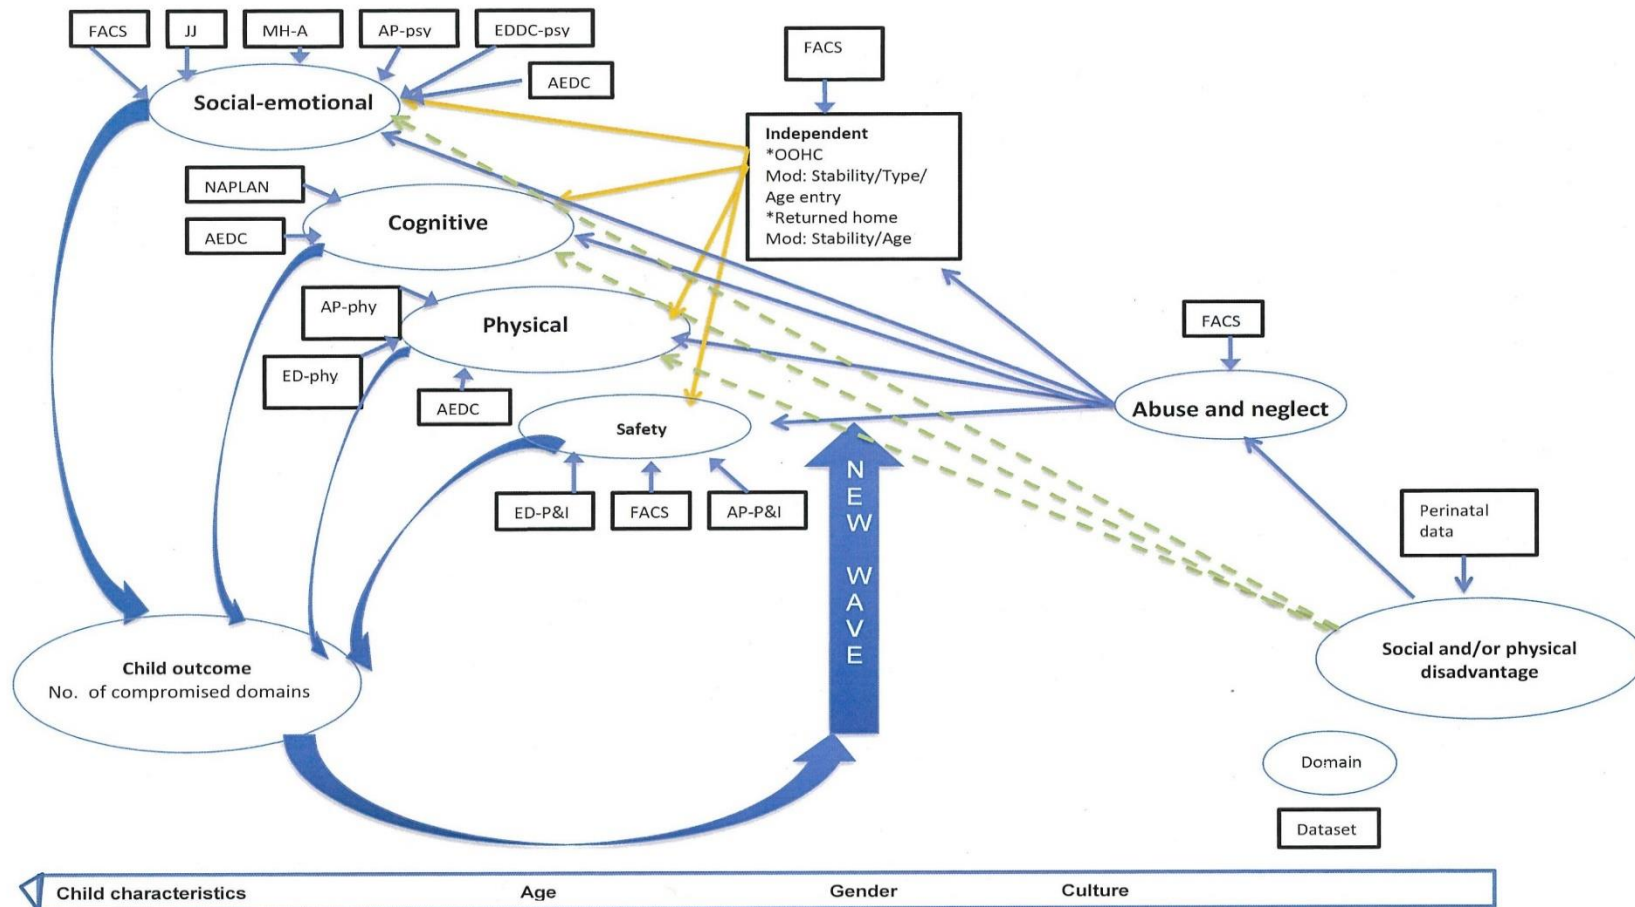 FACS
JJ
MH-A
AP-psy
EDDC-psy
AEDC
Social-emotional
FACS
Independent
*OOHC
Mod: Stability/Type/
Age entry
*Returned home
Mod: Stability/Age
NAPLAN
AEDC
Cognitive
AP-phy
Physical
ED-phy
AEDC
FACS
Abuse and neglect
Safety
ED-P&I
FACS
AP-P&I
NEW WAVE
Perinatal
data
Social and/or physical
disadvantage
Child outcome
No. of compromised domains
Domain
Dataset
Child characteristics Age Gender Culture